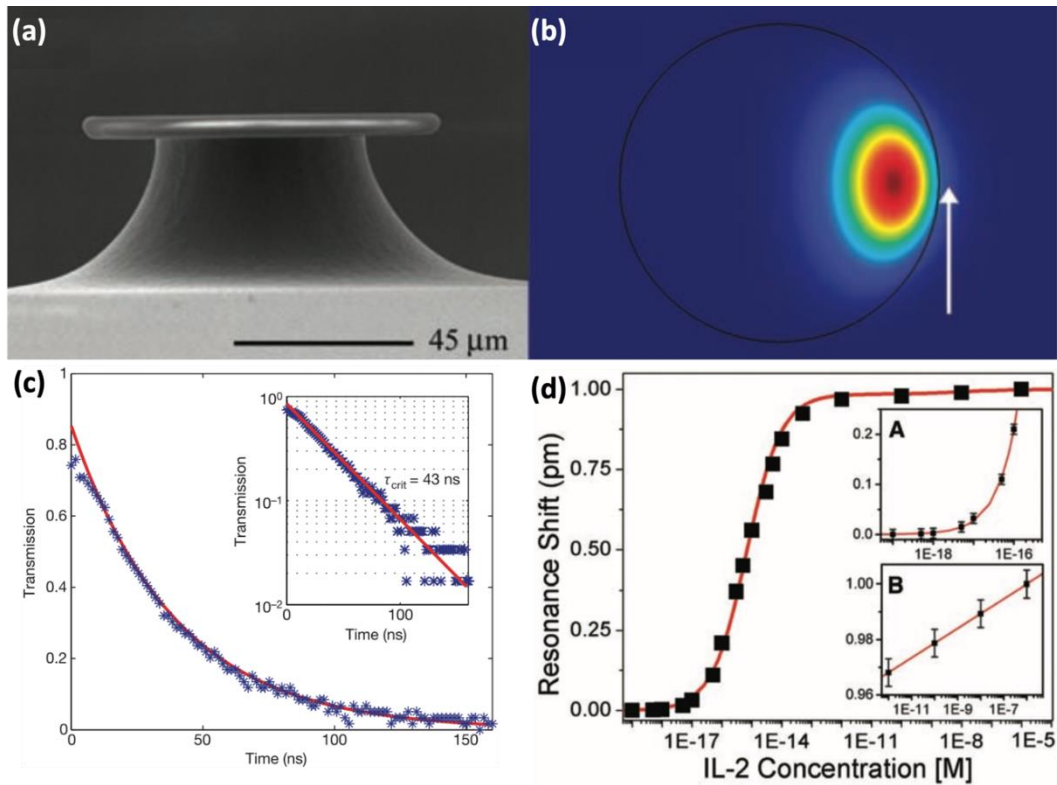 (a)
45 µm
(b)
(c)
1
0.8
0.6
0.4
0.2
0
Transmission
0
50
100
150
Time (ns)
10⁰
10⁻¹
10⁻²
Transmission
τcrit = 43 ns
0
100
Time (ns)
(d)
1.00
0.75
0.50
0.25
0.00
Resonance Shift (pm)
1E-17
1E-14
1E-11
1E-8
1E-5
IL-2 Concentration [M]
A
0.2
0.1
0.0
1E-18
1E-16
B
1.00
0.98
0.96
1E-11
1E-9
1E-7